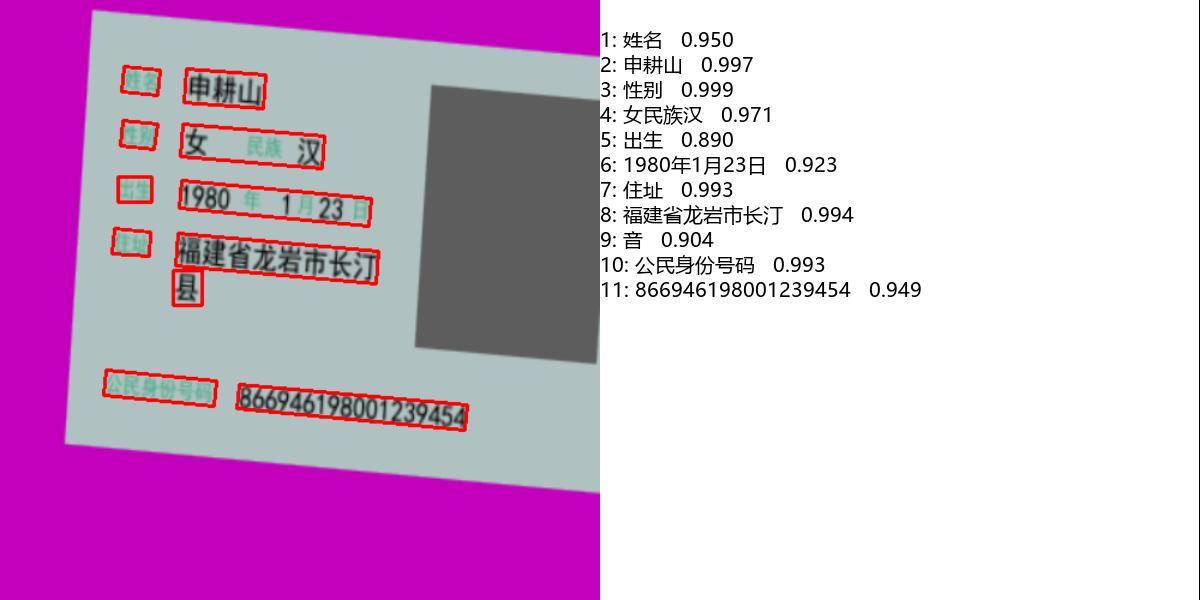 姓名 申耕山
性别 女 民族 汉
出生 1980 年 1 月 23 日
住址 福建省龙岩市长汀
县
公民身份号码 866946198001239454
1: 姓名 0.950
2: 申耕山 0.997
3: 性别 0.999
4: 女民族汉 0.971
5: 出生 0.890
6: 1980年1月23日 0.923
7: 住址 0.993
8: 福建省龙岩市长汀 0.994
9: 音 0.904
10: 公民身份号码 0.993
11: 866946198001239454 0.949